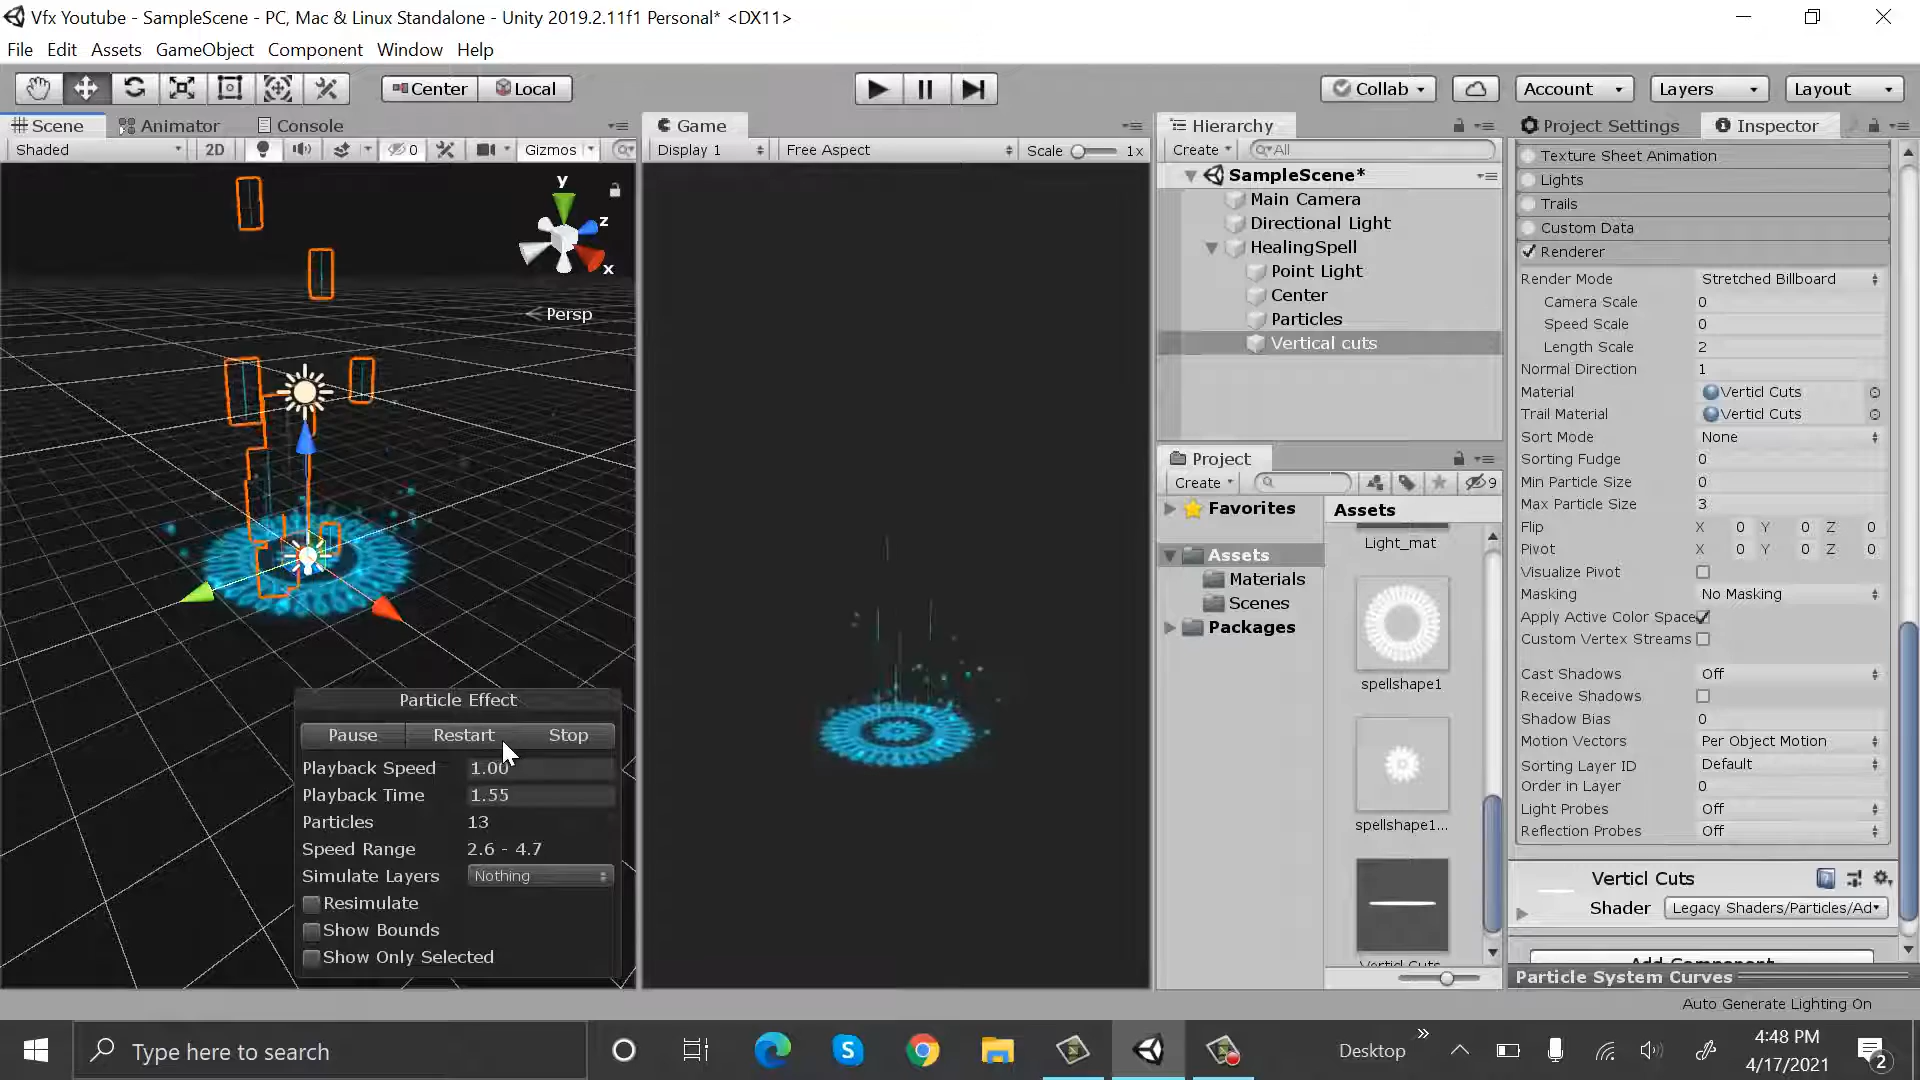 Vfx Youtube - SampleScene - PC, Mac & Linux Standalone - Unity 2019.2.11f1 Personal* <DX11>
File Edit Assets GameObject Component Window Help
Center Local Collab Account Layers Layout
Scene Animator Console Game Hierarchy Project Settings Inspector
Shaded 2D 0 Gizmos Display 1 Free Aspect Scale 1x Create All
Texture Sheet Animation
Lights
Trails
Custom Data
Renderer
Render Mode Stretched Billboard
Camera Scale 0
Speed Scale 0
Length Scale 2
Normal Direction 1
Material Verticl Cuts
Trail Material Verticl Cuts
Sort Mode None
Sorting Fudge 0
Min Particle Size 0
Max Particle Size 3
Flip X 0 Y 0 Z 0
Pivot X 0 Y 0 Z 0
Visualize Pivot
Masking No Masking
Apply Active Color Space
Custom Vertex Streams
Cast Shadows Off
Receive Shadows
Shadow Bias 0
Motion Vectors Per Object Motion
Sorting Layer ID Default
Order in Layer 0
Light Probes Off
Reflection Probes Off
Verticl Cuts
Shader Legacy Shaders/Particles/Ad
Add Component
Particle System Curves
Auto Generate Lighting On
SampleScene*
Main Camera
Directional Light
HealingSpell
Point Light
Center
Particles
Vertical cuts
Project
Create 9
Favorites
Assets
Materials
Scenes
Packages
Assets
Light_mat
spellshape1
spellshape1...
Verticl Cuts
y
z
x
Persp
Particle Effect
Pause Restart Stop
Playback Speed 1.00
Playback Time 1.55
Particles 13
Speed Range 2.6 - 4.7
Simulate Layers Nothing
Resimulate
Show Bounds
Show Only Selected
Type here to search
Desktop
4:48 PM
4/17/2021
2